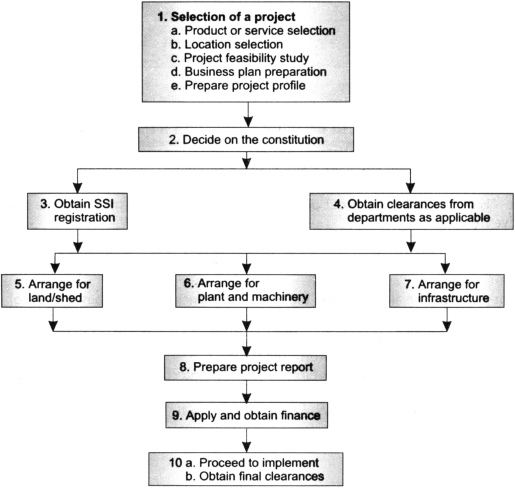 1. Selection of a project
a. Product or service selection
b. Location selection
c. Project feasibility study
d. Business plan preparation
e. Prepare project profile
2. Decide on the constitution
3. Obtain SSI
registration
4. Obtain clearances from
departments as applicable
5. Arrange for
land/shed
6. Arrange for
plant and machinery
7. Arrange for
infrastructure
8. Prepare project report
9. Apply and obtain finance
10 a. Proceed to implement
b. Obtain final clearances